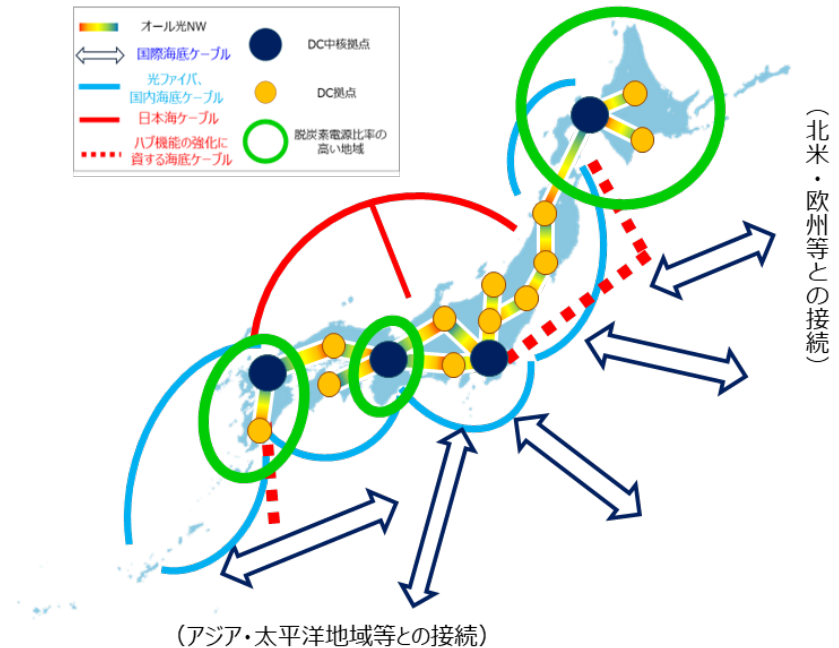 オール光NW
国際海底ケーブル
光ファイバ、
国内海底ケーブル
日本海ケーブル
ハブ機能の強化に
資する海底ケーブル
DC中核拠点
DC拠点
脱炭素電源比率の
高い地域
（北米・欧州等との接続）
（アジア・太平洋地域等との接続）